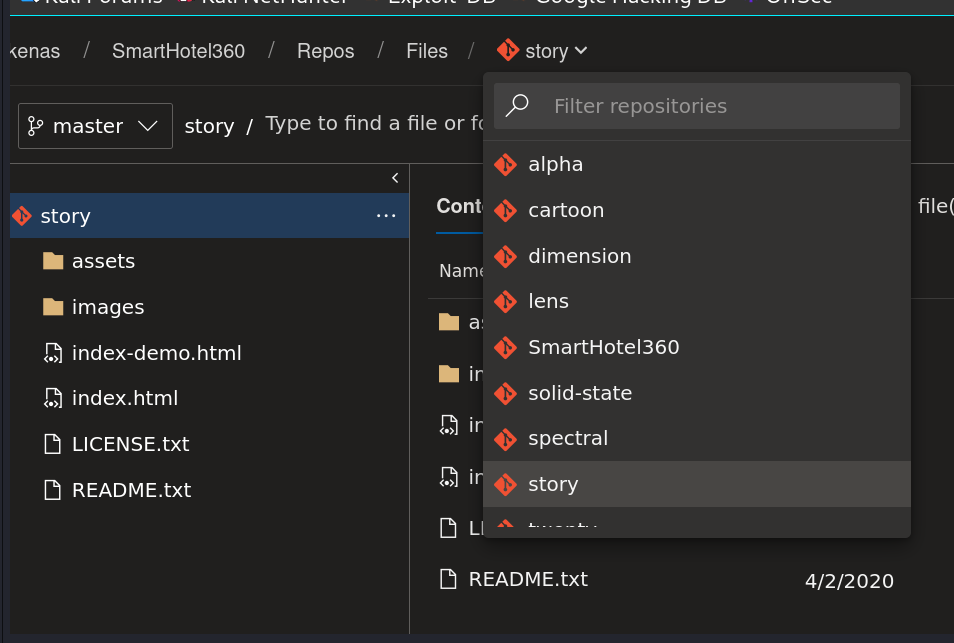 Kali Forums Kali NetHunter Exploit-DB Google Hacking DB OffSec
kenas / SmartHotel360 / Repos / Files / story
Filter repositories
master
story / Type to find a file or fo
alpha
story
Cont
file(
cartoon
assets
dimension
Name
images
lens
as
index-demo.html
SmartHotel360
in
index.html
solid-state
in
LICENSE.txt
spectral
in
README.txt
story
LI
twenty
README.txt 4/2/2020